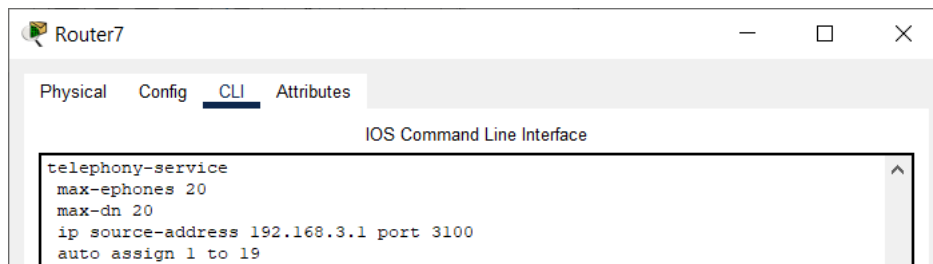 Router7
Physical Config CLI Attributes
IOS Command Line Interface
telephony-service
max-ephones 20
max-dn 20
ip source-address 192.168.3.1 port 3100
auto assign 1 to 19